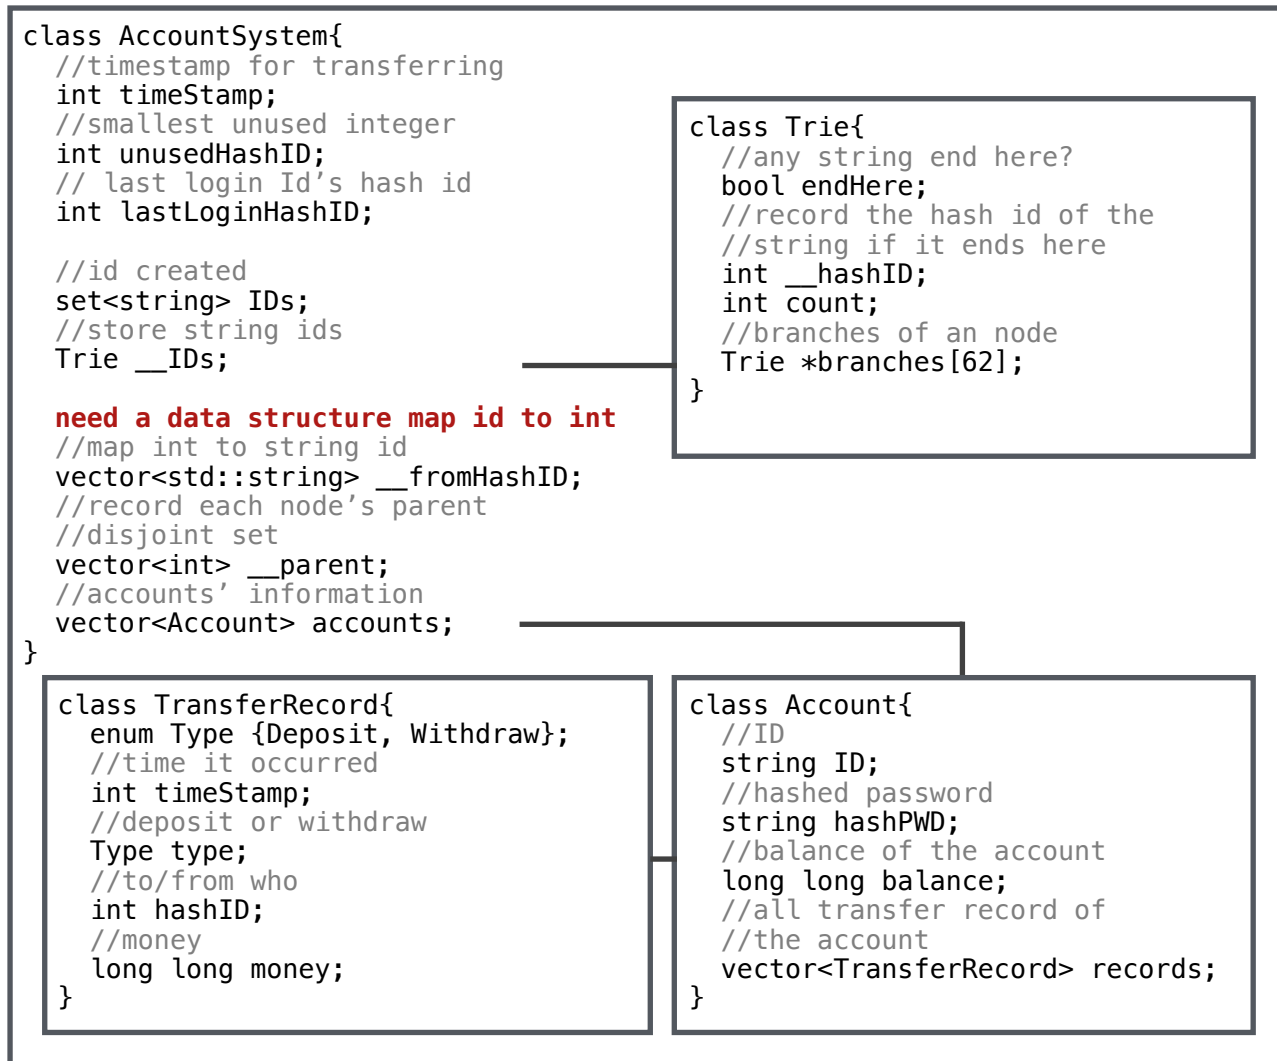 class AccountSystem{
//timestamp for transferring
int timeStamp;
//smallest unused integer
int unusedHashID;
// last login Id’s hash id
int lastLoginHashID;
//id created
set<string> IDs;
//store string ids
Trie __IDs;
need a data structure map id to int
//map int to string id
vector<std::string> __fromHashID;
//record each node’s parent
//disjoint set
vector<int> __parent;
//accounts’ information
vector<Account> accounts;
}
class Trie{
//any string end here?
bool endHere;
//record the hash id of the
//string if it ends here
int __hashID;
int count;
//branches of an node
Trie *branches[62];
}
class TransferRecord{
enum Type {Deposit, Withdraw};
//time it occurred
int timeStamp;
//deposit or withdraw
Type type;
//to/from who
int hashID;
//money
long long money;
}
class Account{
//ID
string ID;
//hashed password
string hashPWD;
//balance of the account
long long balance;
//all transfer record of
//the account
vector<TransferRecord> records;
}